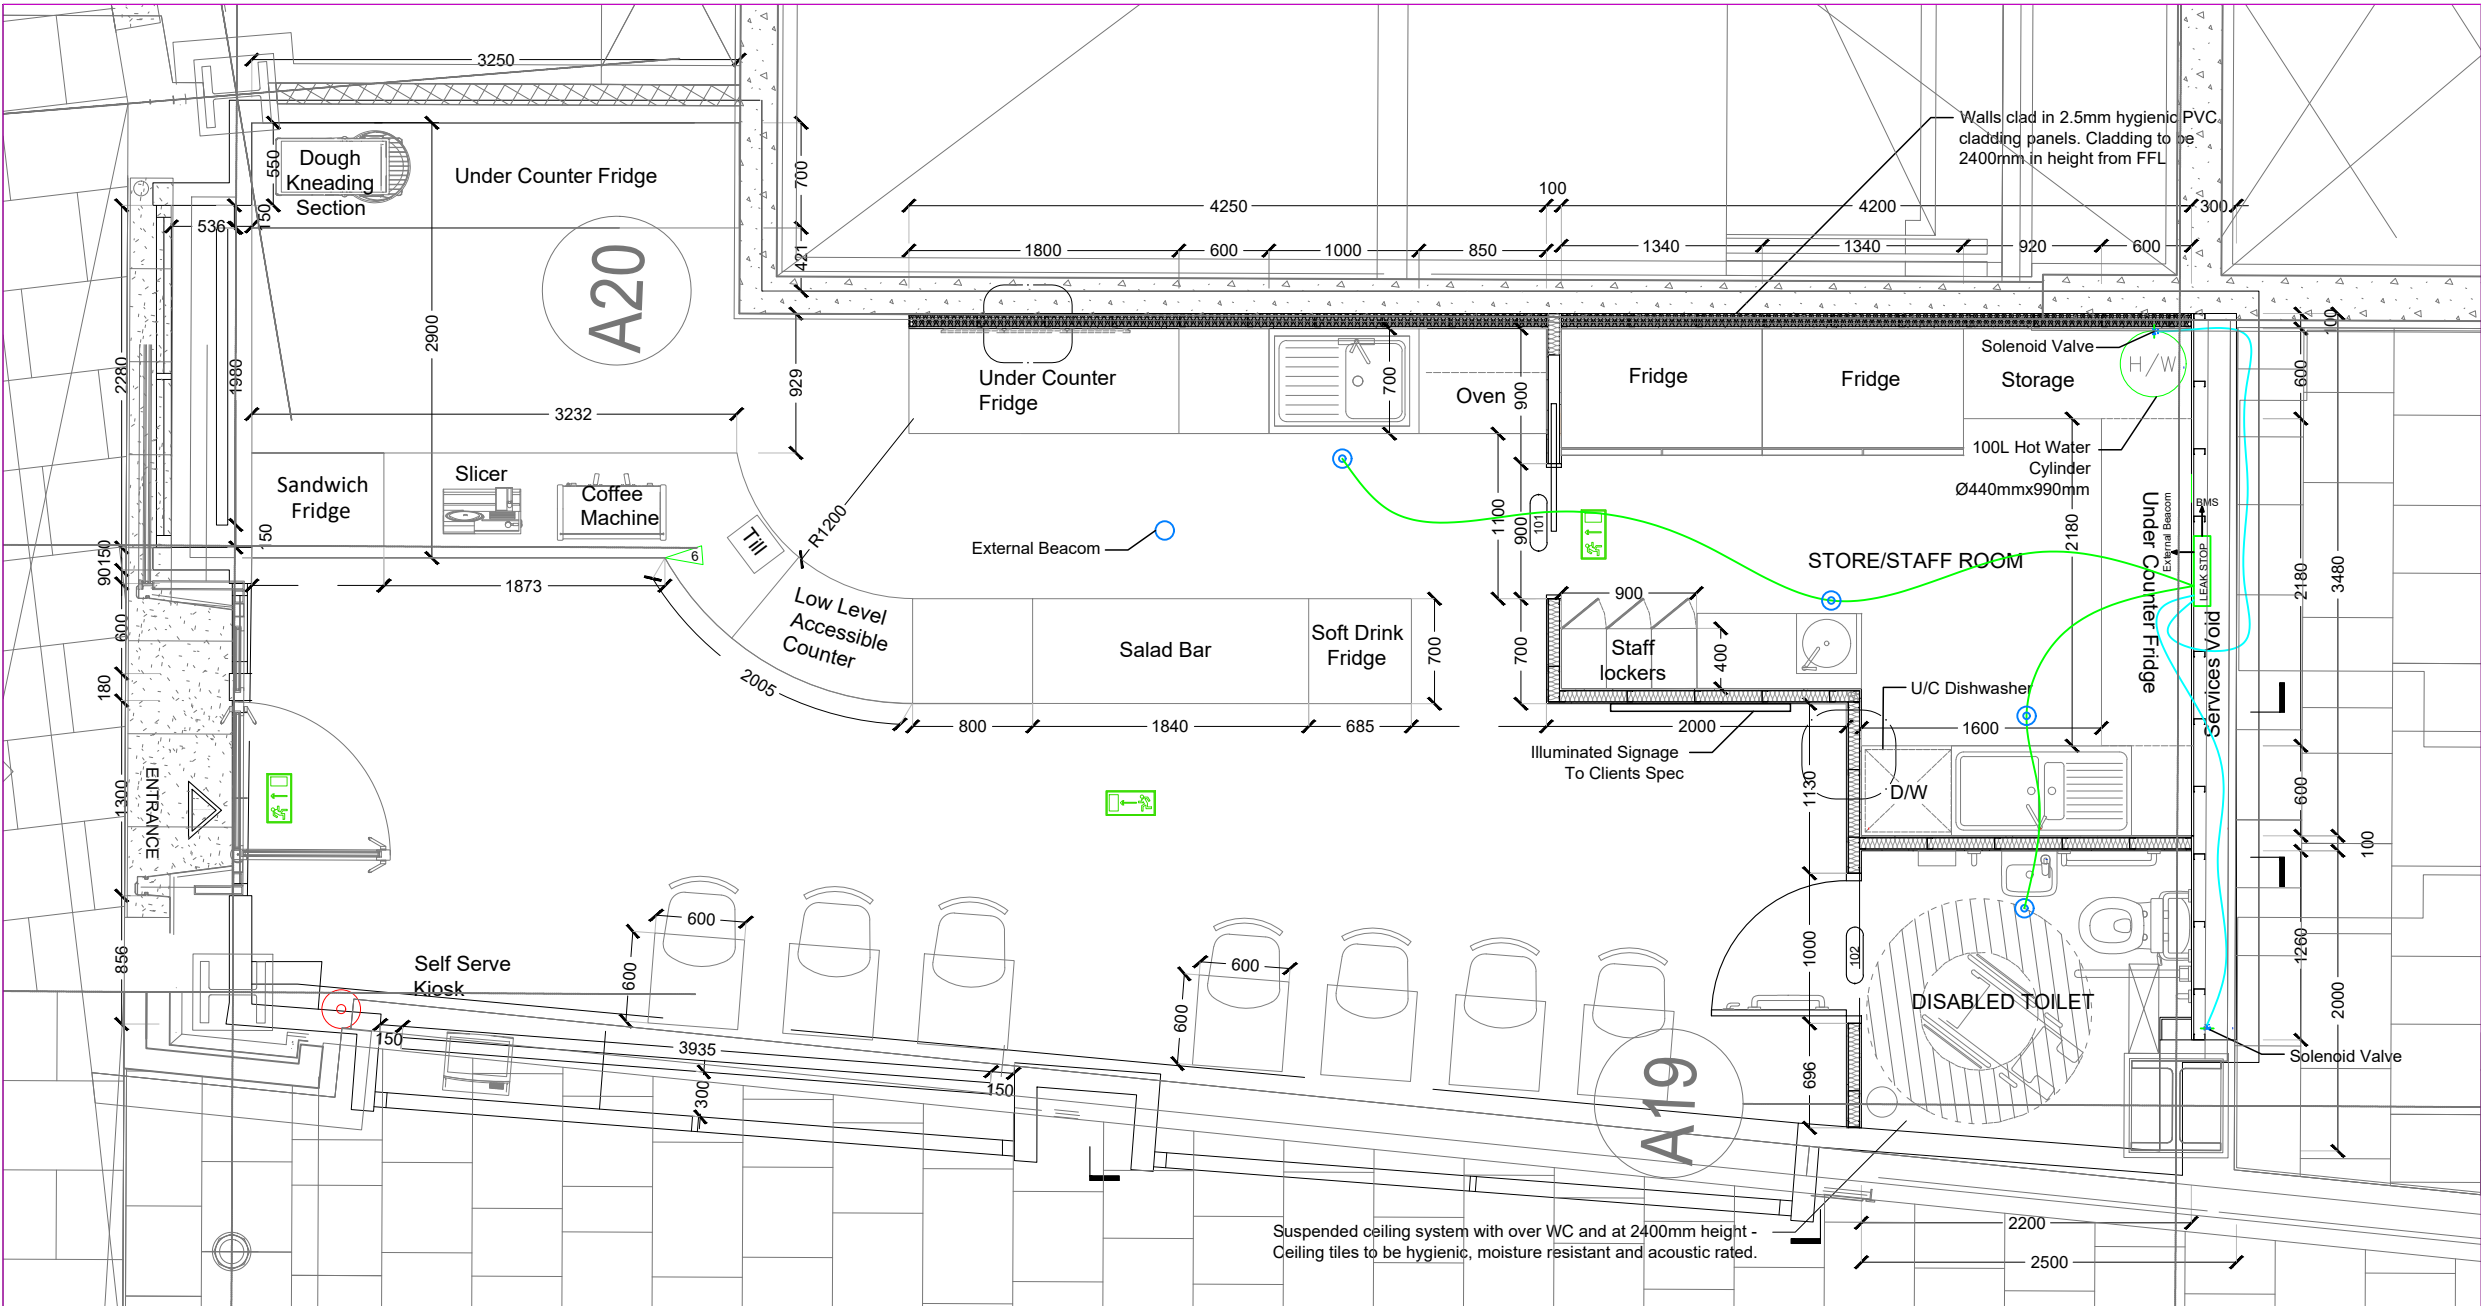 3250
Walls clad in 2.5mm hygienic PVC
cladding panels. Cladding to be
2400mm in height from FFL
Dough
Kneading
Section
Under Counter Fridge
550
700
150
536
421
A20
100
4250
4200
300
1800
600
1000
850
1340
1340
920
600
2280
1980
2900
929
3232
100
600
Under Counter
Fridge
700
Oven
900
Fridge
Fridge
Storage
Solenoid Valve
H/W
100L Hot Water
Cylinder
Ø440mmx990mm
Sandwich
Fridge
Slicer
Coffee
Machine
Till
R1200
External Beacom
1100
900
101
STORE/STAFF ROOM
2180
Under Counter Fridge
External Beacom
BMS
LEAK STOP
Services Void
2180
3480
150
150
90
6
1873
600
180
Low Level
Accessible
Counter
2005
Salad Bar
Soft Drink
Fridge
700
700
900
Staff
lockers
400
U/C Dishwasher
800
1840
685
2000
1600
Illuminated Signage
To Clients Spec
1130
D/W
600
100
ENTRANCE
1300
856
Self Serve
Kiosk
600
600
600
600
1000
102
DISABLED TOILET
1260
2000
150
3935
300
150
A19
696
Solenoid Valve
Suspended ceiling system with over WC and at 2400mm height -
Ceiling tiles to be hygienic, moisture resistant and acoustic rated.
2200
2500